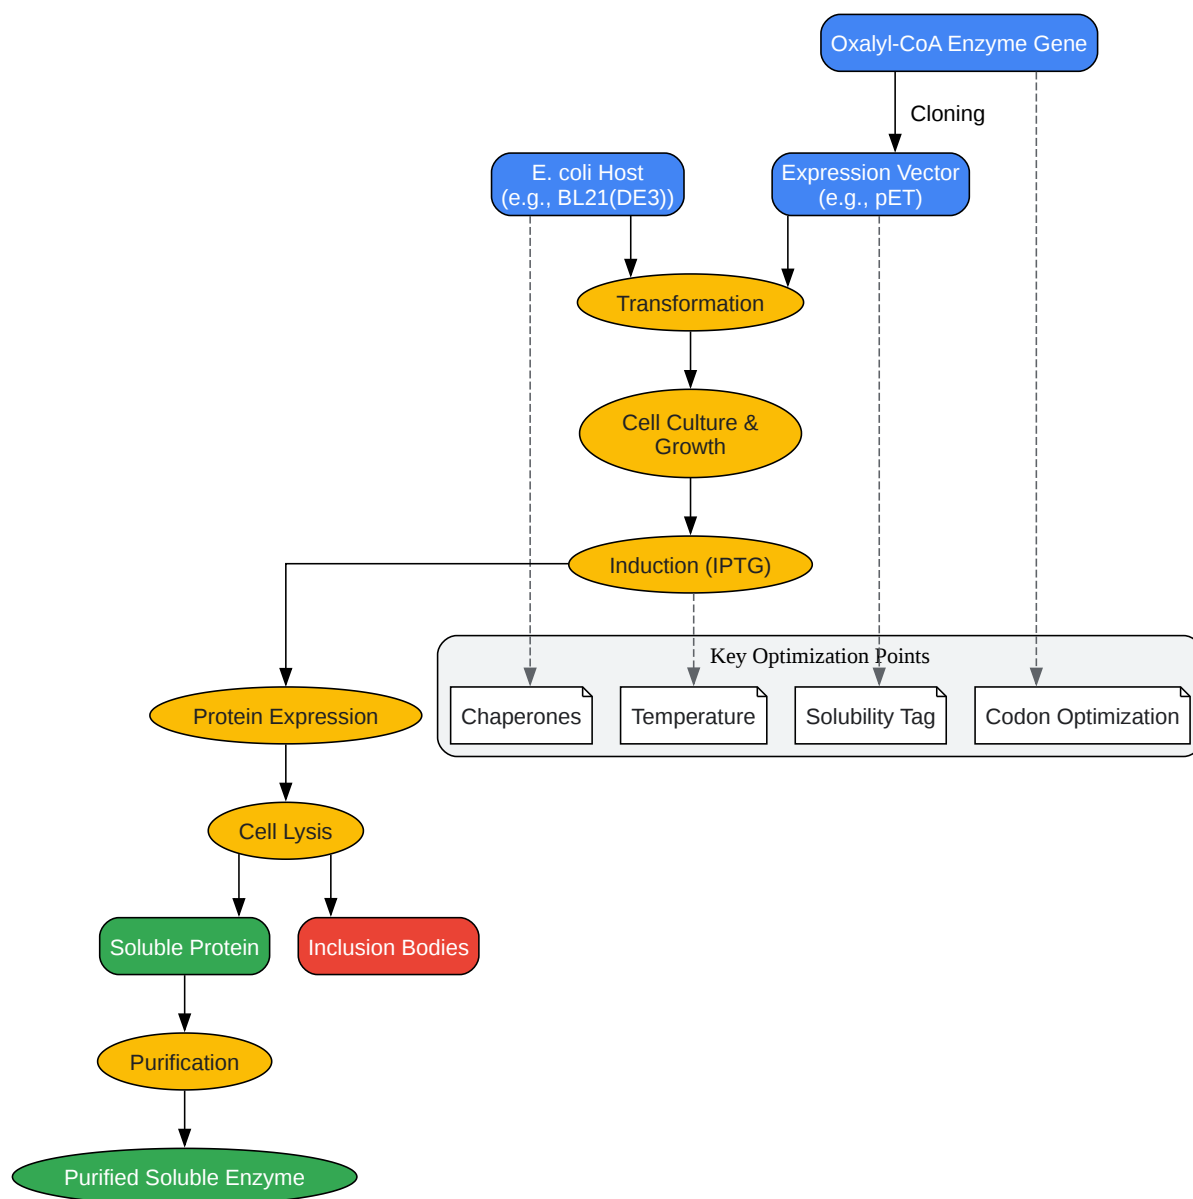 Oxalyl-CoA Enzyme Gene
Cloning
E. coli Host
(e.g., BL21(DE3))
Expression Vector
(e.g., pET)
Transformation
Cell Culture &
Growth
Induction (IPTG)
Key Optimization Points
Chaperones
Temperature
Solubility Tag
Codon Optimization
Protein Expression
Cell Lysis
Soluble Protein
Inclusion Bodies
Purification
Purified Soluble Enzyme